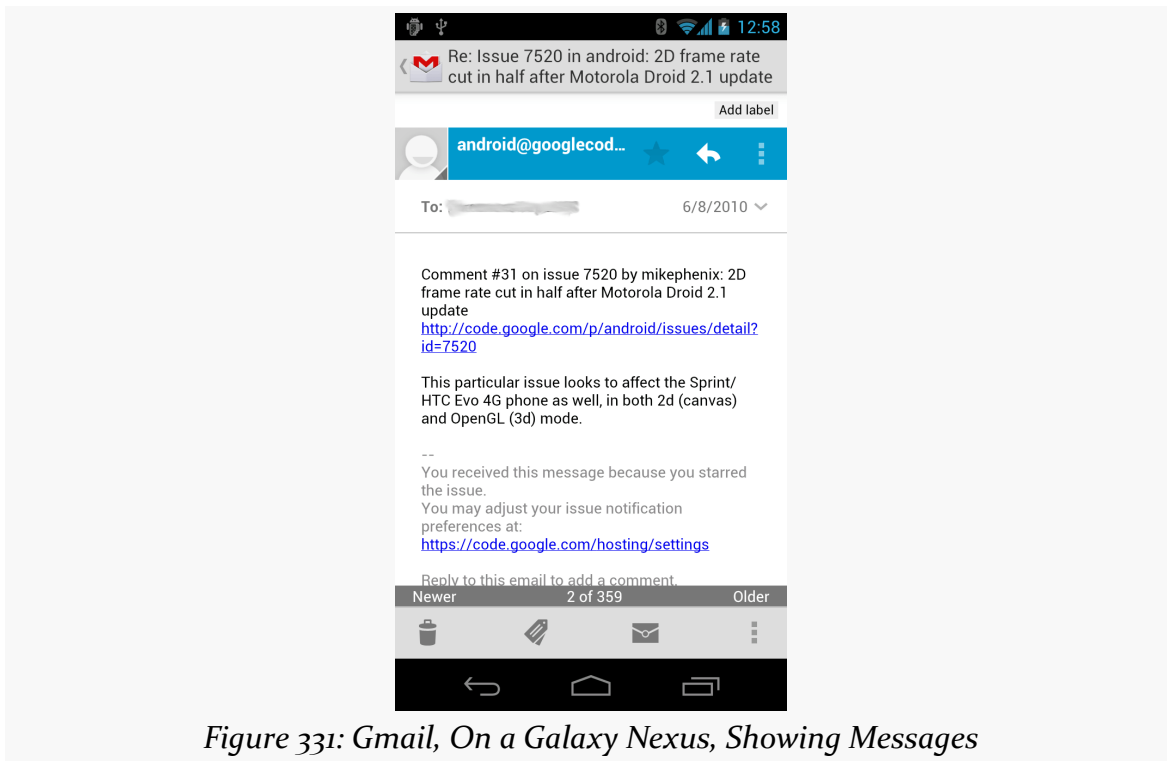 12:58
Re: Issue 7520 in android: 2D frame rate
cut in half after Motorola Droid 2.1 update
Add label
android@googlecod...
To:
6/8/2010
Comment #31 on issue 7520 by mikephenix: 2D
frame rate cut in half after Motorola Droid 2.1
update
http://code.google.com/p/android/issues/detail?
id=7520
This particular issue looks to affect the Sprint/
HTC Evo 4G phone as well, in both 2d (canvas)
and OpenGL (3d) mode.
--
You received this message because you starred
the issue.
You may adjust your issue notification
preferences at:
https://code.google.com/hosting/settings
Reply to this email to add a comment.
Newer 2 of 359 Older
Figure 331: Gmail, On a Galaxy Nexus, Showing Messages